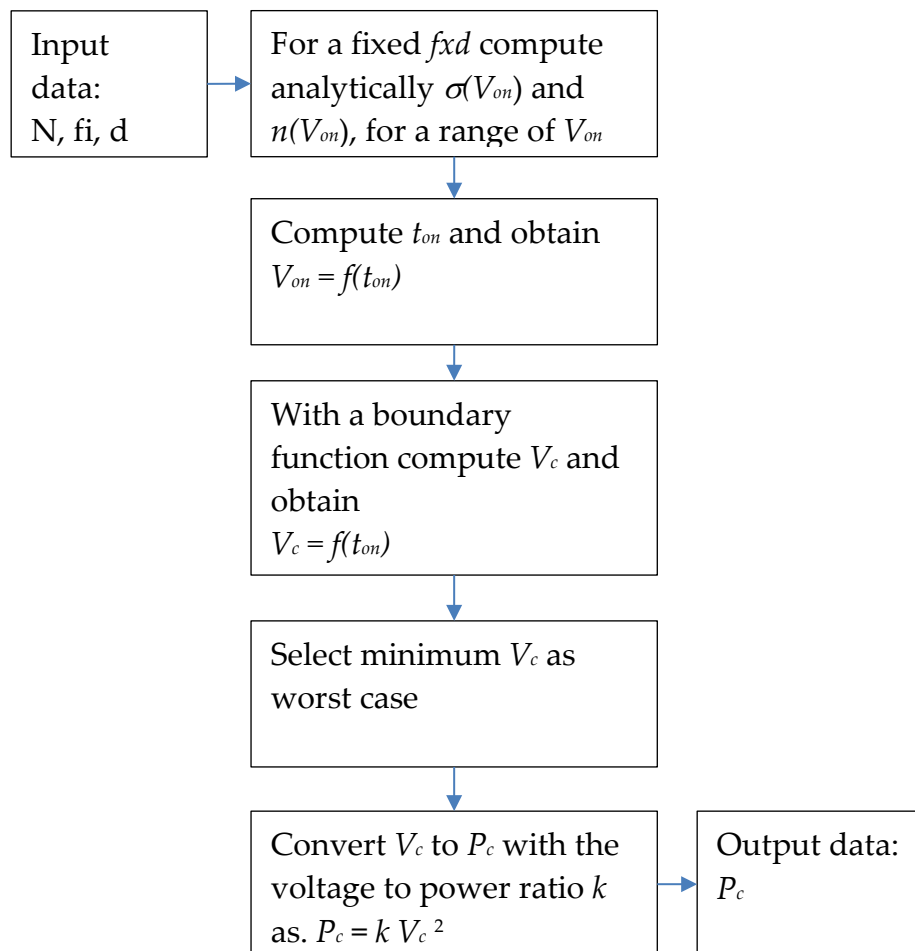 Input
data:
N, fi, d
For a fixed fxd compute
analytically σ(Von) and
n(Von), for a range of Von
Compute ton and obtain
Von = f(ton)
With a boundary
function compute Vc and
obtain
Vc = f(ton)
Select minimum Vc as
worst case
Convert Vc to Pc with the
voltage to power ratio k
as. Pc = k Vc ²
Output data:
Pc